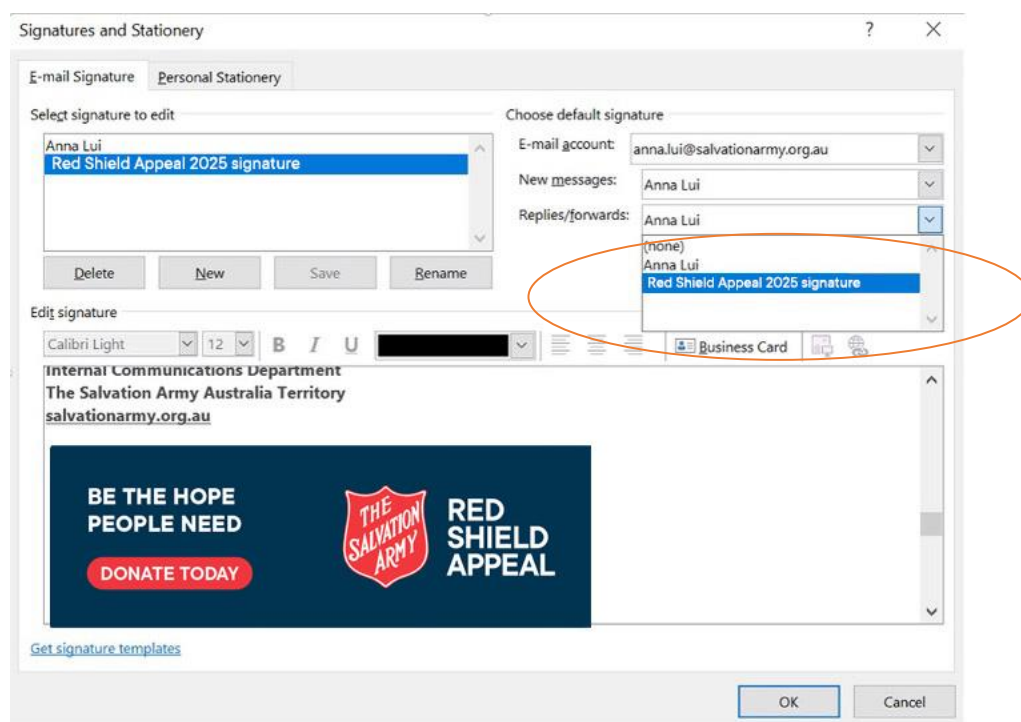 Signatures and Stationery
?
E-mail Signature
Personal Stationery
Select signature to edit
Anna Lui
Red Shield Appeal 2025 signature
Delete
New
Save
Rename
Choose default signature
E-mail account:
anna.lui@salvationarmy.org.au
New messages:
Anna Lui
Replies/forwards:
Anna Lui
(none)
Anna Lui
Red Shield Appeal 2025 signature
Edit signature
Calibri Light
12
B
I
U
Business Card
Internal Communications Department
The Salvation Army Australia Territory
salvationarmy.org.au
BE THE HOPE
PEOPLE NEED
DONATE TODAY
THE
SALVATION
ARMY
RED
SHIELD
APPEAL
Get signature templates
OK
Cancel